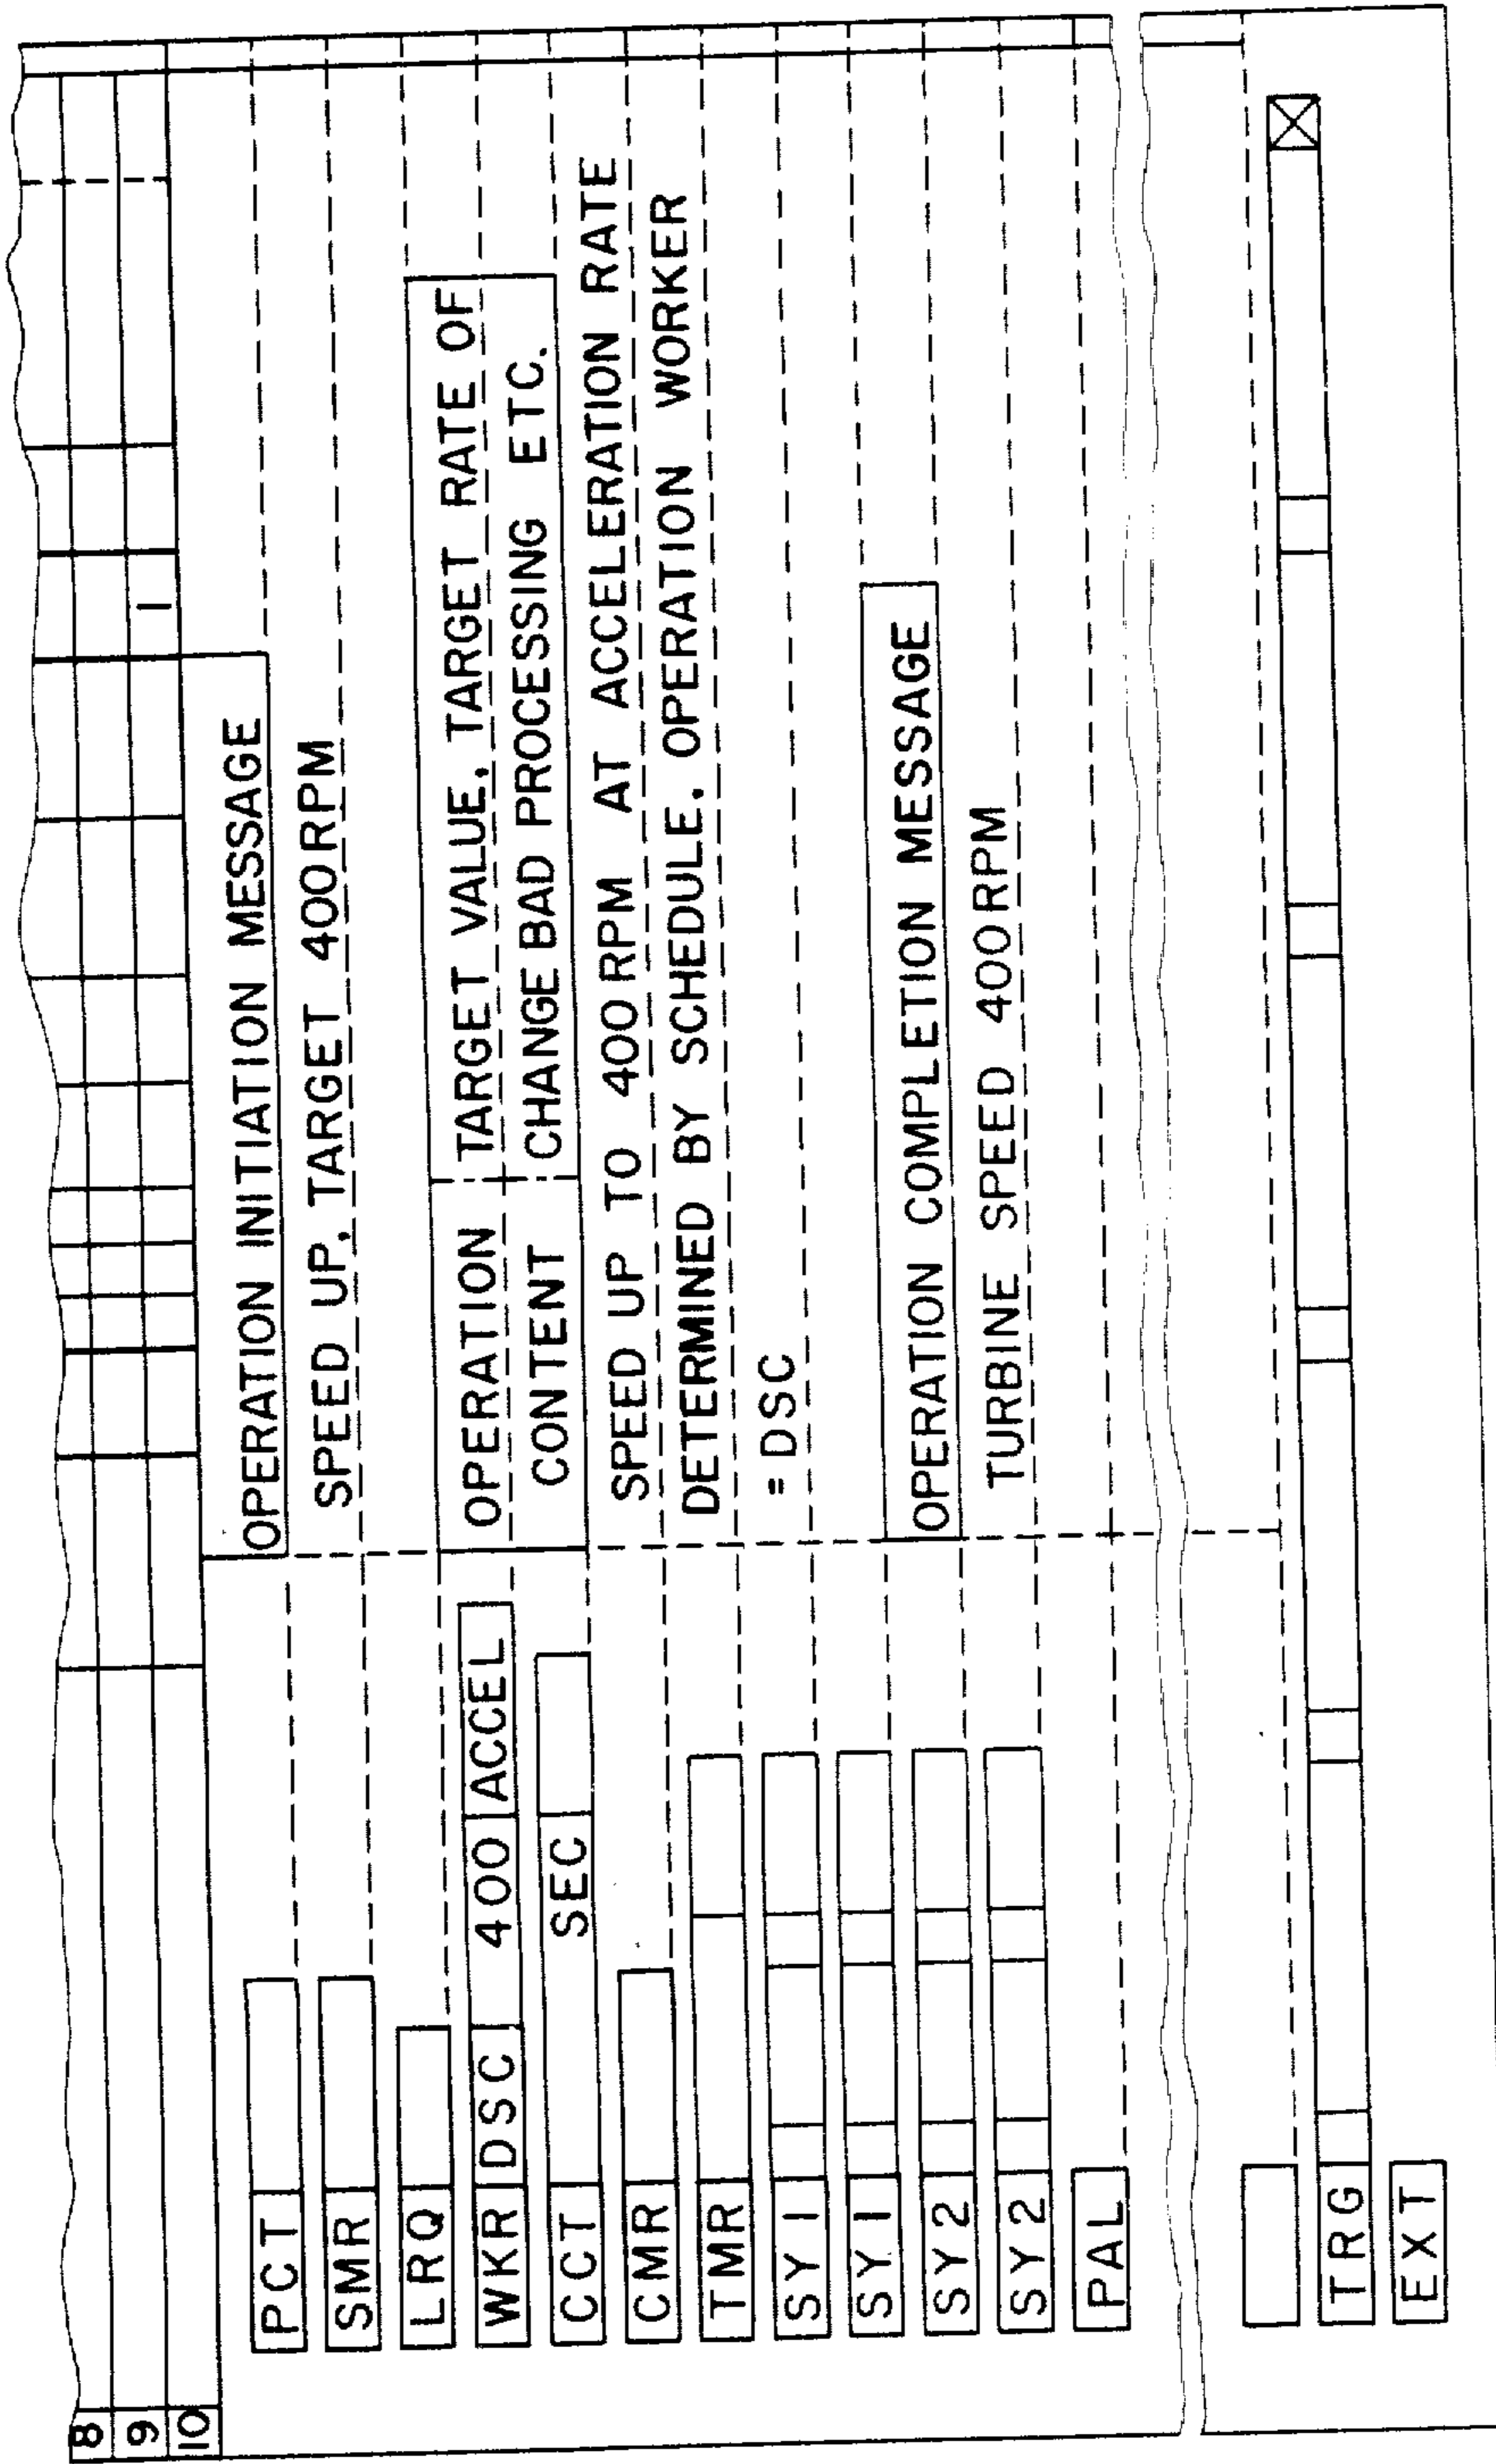 8
9 1
10
OPERATION INITIATION MESSAGE
PCT
SPEED UP, TARGET 400RPM
SMR
LRQ
OPERATION TARGET VALUE, TARGET RATE OF
WKR DSC 400 ACCEL
CONTENT CHANGE BAD PROCESSING ETC.
CCT SEC
SPEED UP TO 400RPM AT ACCELERATION RATE
CMR
DETERMINED BY SCHEDULE, OPERATION WORKER
TMR
= DSC
SY1
SY1
OPERATION COMPLETION MESSAGE
SY2
TURBINE SPEED 400RPM
SY2
PAL
TRG
EXT